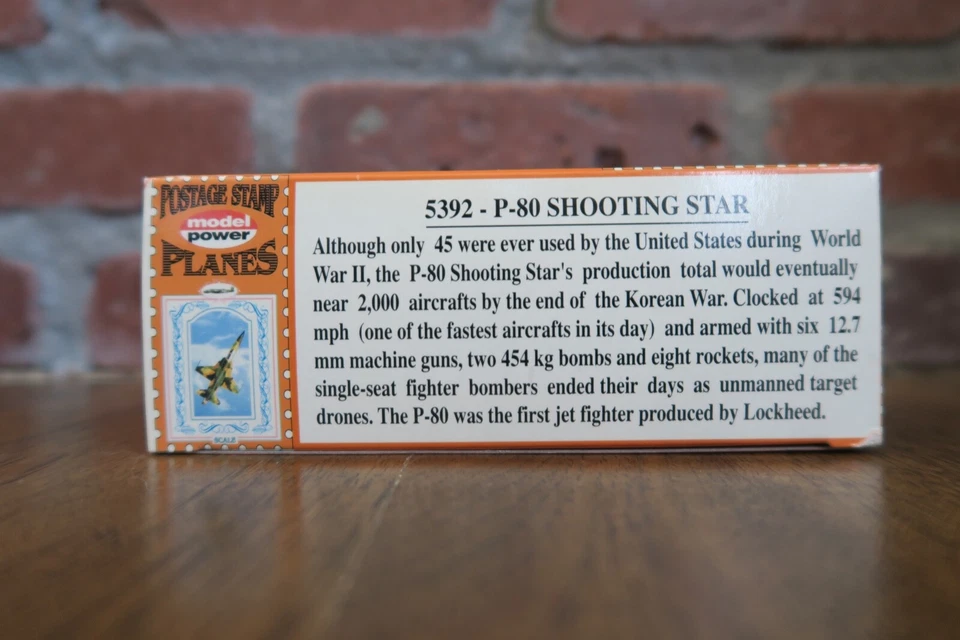 POSTAGE STAMP
model
power
PLANES
SCALE
5392 - P-80 SHOOTING STAR
Although only 45 were ever used by the United States during World
War II, the P-80 Shooting Star's production total would eventually
near 2,000 aircrafts by the end of the Korean War. Clocked at 594
mph (one of the fastest aircrafts in its day) and armed with six 12.7
mm machine guns, two 454 kg bombs and eight rockets, many of the
single-seat fighter bombers ended their days as unmanned target
drones. The P-80 was the first jet fighter produced by Lockheed.